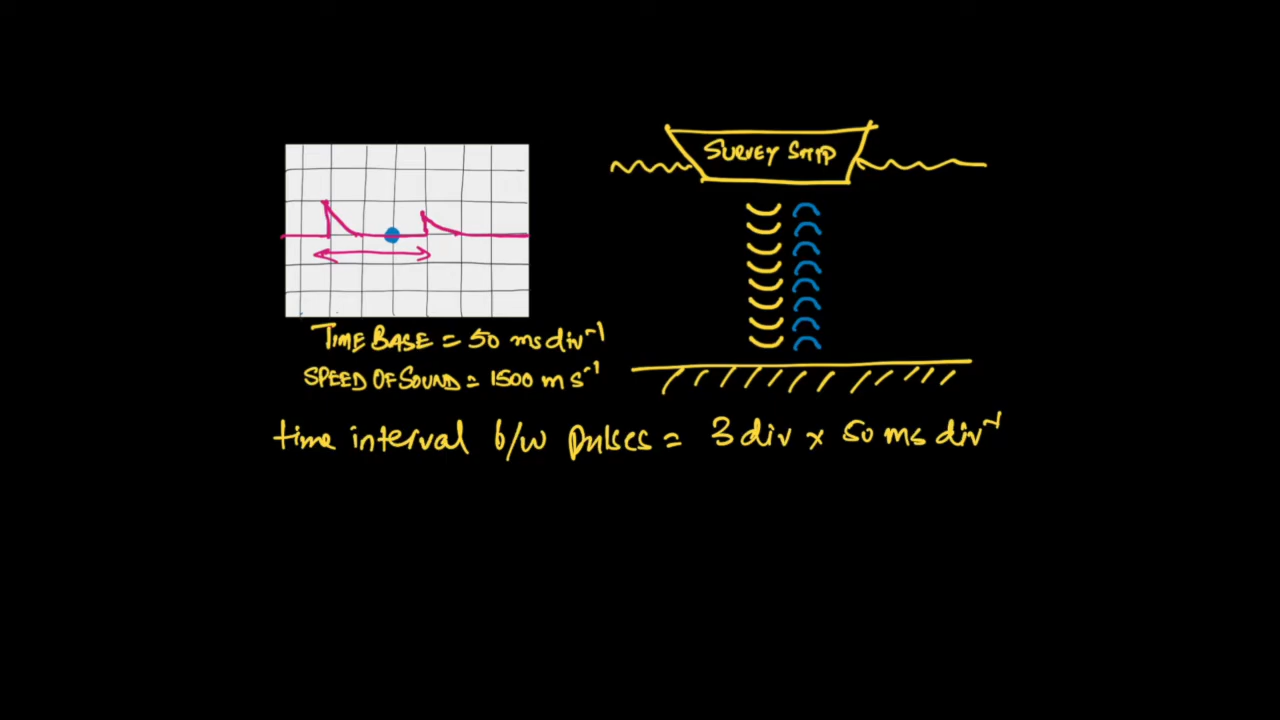 SURVEY SHIP
TIME BASE = 50 ms div⁻¹
SPEED OF SOUND = 1500 m s⁻¹
time interval b/w pulses = 3 div × 50 ms div⁻¹